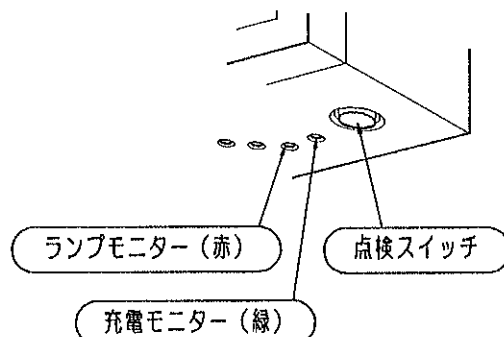 ランプモニター（赤）
点検スイッチ
充電モニター（緑）